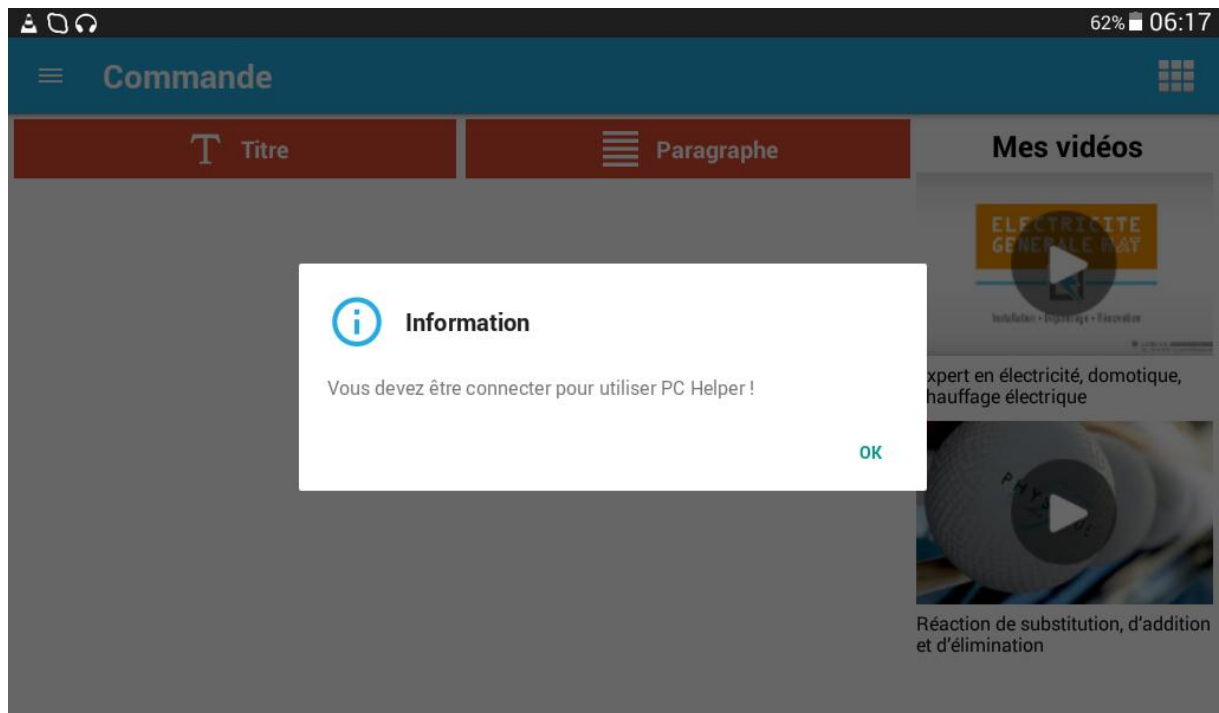 62% 06:17
Commande
Titre
Paragraphe
Mes vidéos
ELECTRICITE
GENERALE
Information
Vous devez être connecter pour utiliser PC Helper !
OK
xpert en électricité, domotique,
hauffage électrique
Réaction de substitution, d'addition
et d'élimination